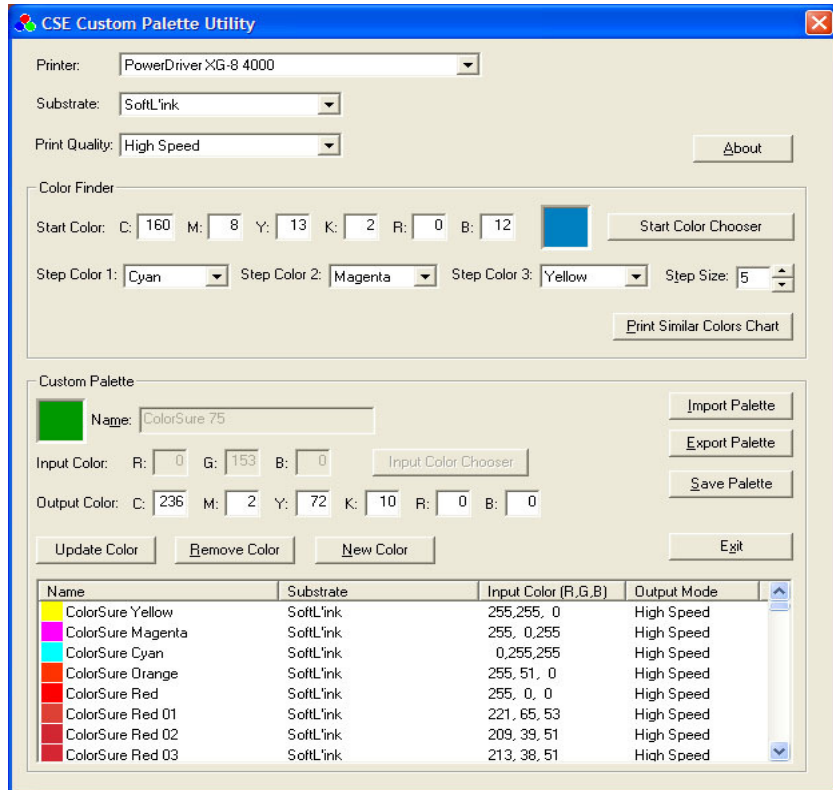 CSE Custom Palette Utility
Printer: PowerDriver XG-8 4000
Substrate: SoftL'ink
Print Quality: High Speed About
Color Finder
Start Color: C: 160 M: 8 Y: 13 K: 2 R: 0 B: 12 Start Color Chooser
Step Color 1: Cyan Step Color 2: Magenta Step Color 3: Yellow Step Size: 5
Print Similar Colors Chart
Custom Palette
Name: ColorSure 75 Import Palette
Input Color: R: 0 G: 153 B: 0 Input Color Chooser Export Palette
Output Color: C: 236 M: 2 Y: 72 K: 10 R: 0 B: 0 Save Palette
Update Color Remove Color New Color Exit
Name Substrate Input Color (R,G,B) Output Mode
ColorSure Yellow SoftL'ink 255,255, 0 High Speed
ColorSure Magenta SoftL'ink 255, 0,255 High Speed
ColorSure Cyan SoftL'ink 0,255,255 High Speed
ColorSure Orange SoftL'ink 255, 51, 0 High Speed
ColorSure Red SoftL'ink 255, 0, 0 High Speed
ColorSure Red 01 SoftL'ink 221, 65, 53 High Speed
ColorSure Red 02 SoftL'ink 209, 39, 51 High Speed
ColorSure Red 03 SoftL'ink 213, 38, 51 High Speed